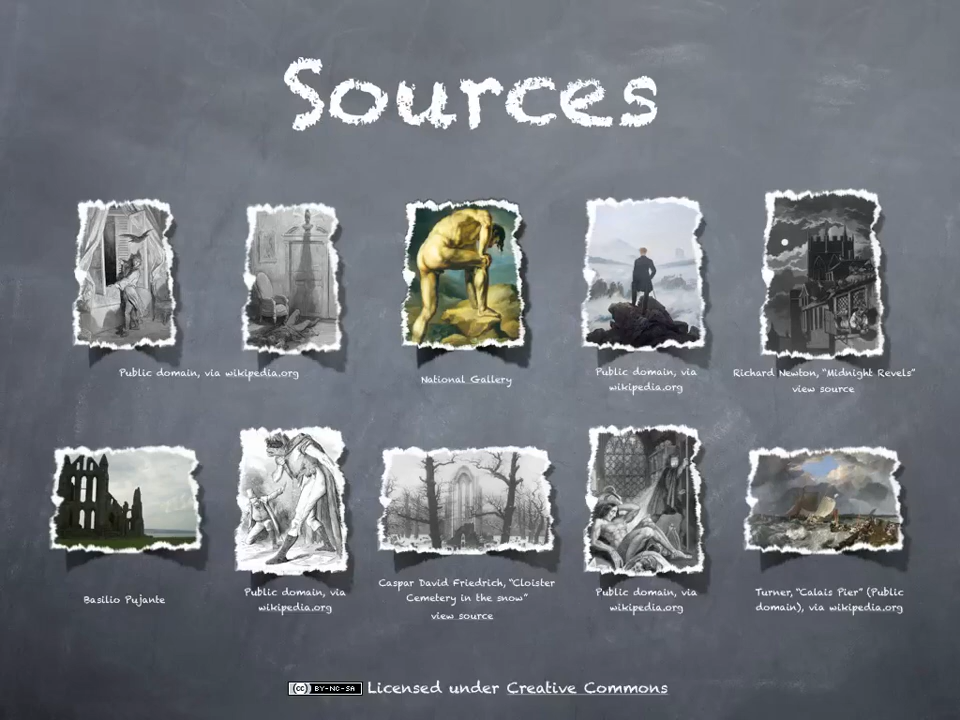 Sources
Public domain, via wikipedia.org
National Gallery
Public domain, via
wikipedia.org
Richard Newton, "Midnight Revels"
view source
Basilio Pujante
Public domain, via
wikipedia.org
Caspar David Friedrich, "Cloister
Cemetery in the snow"
view source
Public domain, via
wikipedia.org
Turner, "Calais Pier" (Public
domain), via wikipedia.org
cc BY-NC-SA Licensed under Creative Commons